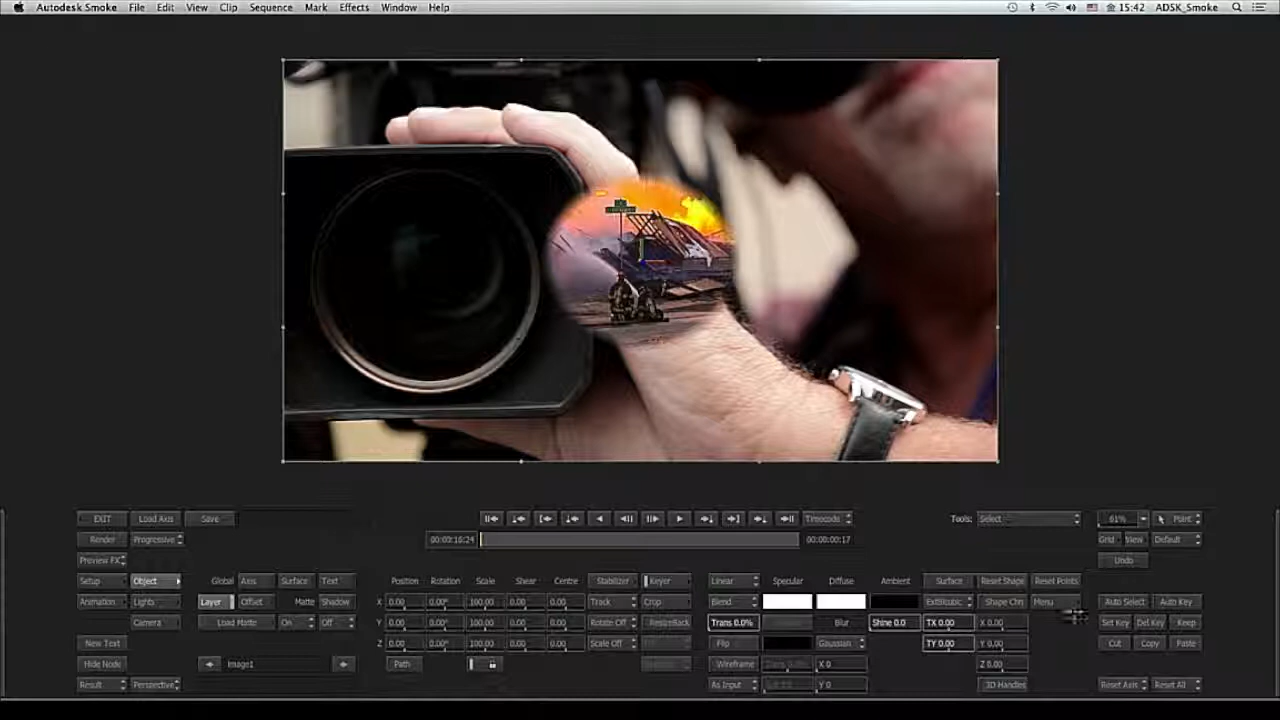 Autodesk Smoke File Edit View Clip Sequence Mark Effects Window Help 金 15:42 ADSK_Smoke
EXIT Load Axis Save Timecode Tools: Select 61% Plant
Render Progressive 00:00:16:24 00:00:00:17 Grid View Default
Preview FX Undo
Setup Object Global Axis Surface Text Position Rotation Scale Shear Centre Stabilizer Keyer Linear Specular Diffuse Ambient Surface Reset Shape Reset Points
Animation Lights Layer Offset Matte Shadow X 0.00 0.00° 100.00 0.00 0.00 Track Crop Blend Ext Bicubic Shape Chn Menu Auto Select Auto Key
Camera Load Matte On Off Y 0.00 0.00° 100.00 0.00 0.00 Rotate Off Resize Back Trans 0.0% Blur Shine 0.0 TX 0.00 X 0.00 Set Key Del Key Keep
New Text Z 0.00 0.00° 100.00 0.00 0.00 Scale Off Flip Gaussian TY 0.00 Y 0.00 Cut Copy Paste
Hide Node Image1 Path Wireframe X 0 Z 0.00
Result Perspective As Input Y 0 3D Handles Reset Axis Reset All